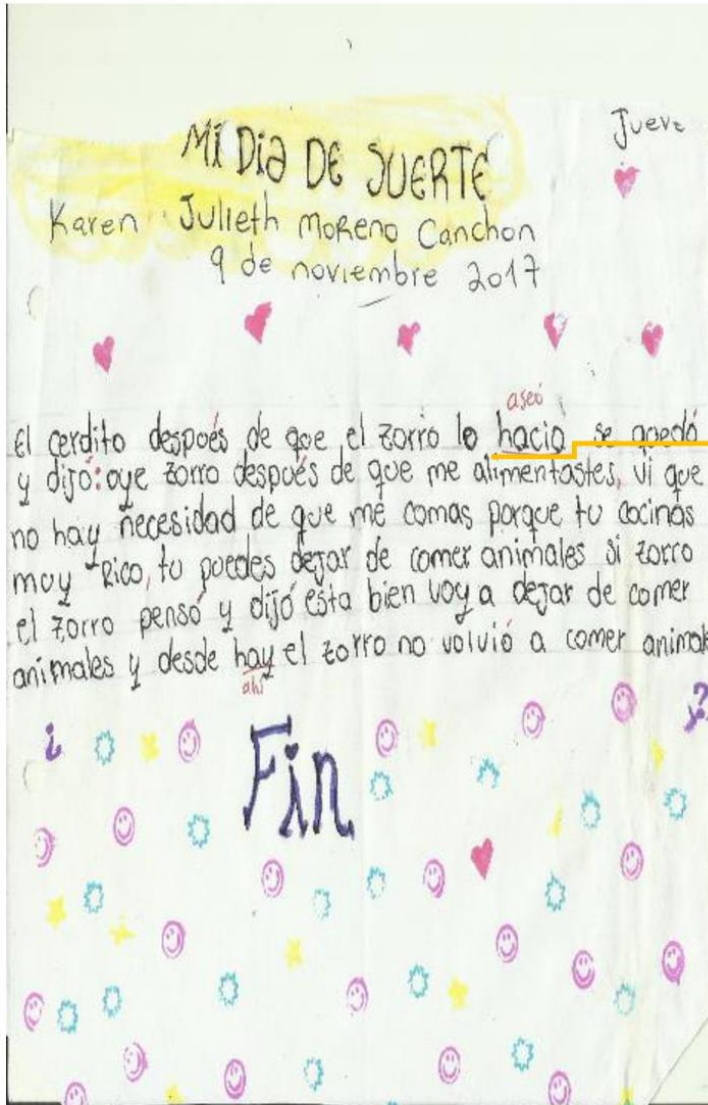 Jueve
MI DIA DE SUERTE
Karen Julieth Moreno Canchon
9 de noviembre 2017
aseó
El cerdito después de que el zorro lo hacio se quedó
y dijó: oye zorro después de que me alimentastes, vi que
no hay necesidad de que me comas porque tu cocinas
muy Rico, tu puedes dejar de comer animales si zorro
el zorro pensó y dijó esta bien voy a dejar de comer
animales y desde hay el zorro no volvió a comer animale
ahí
¿ ?
Fin